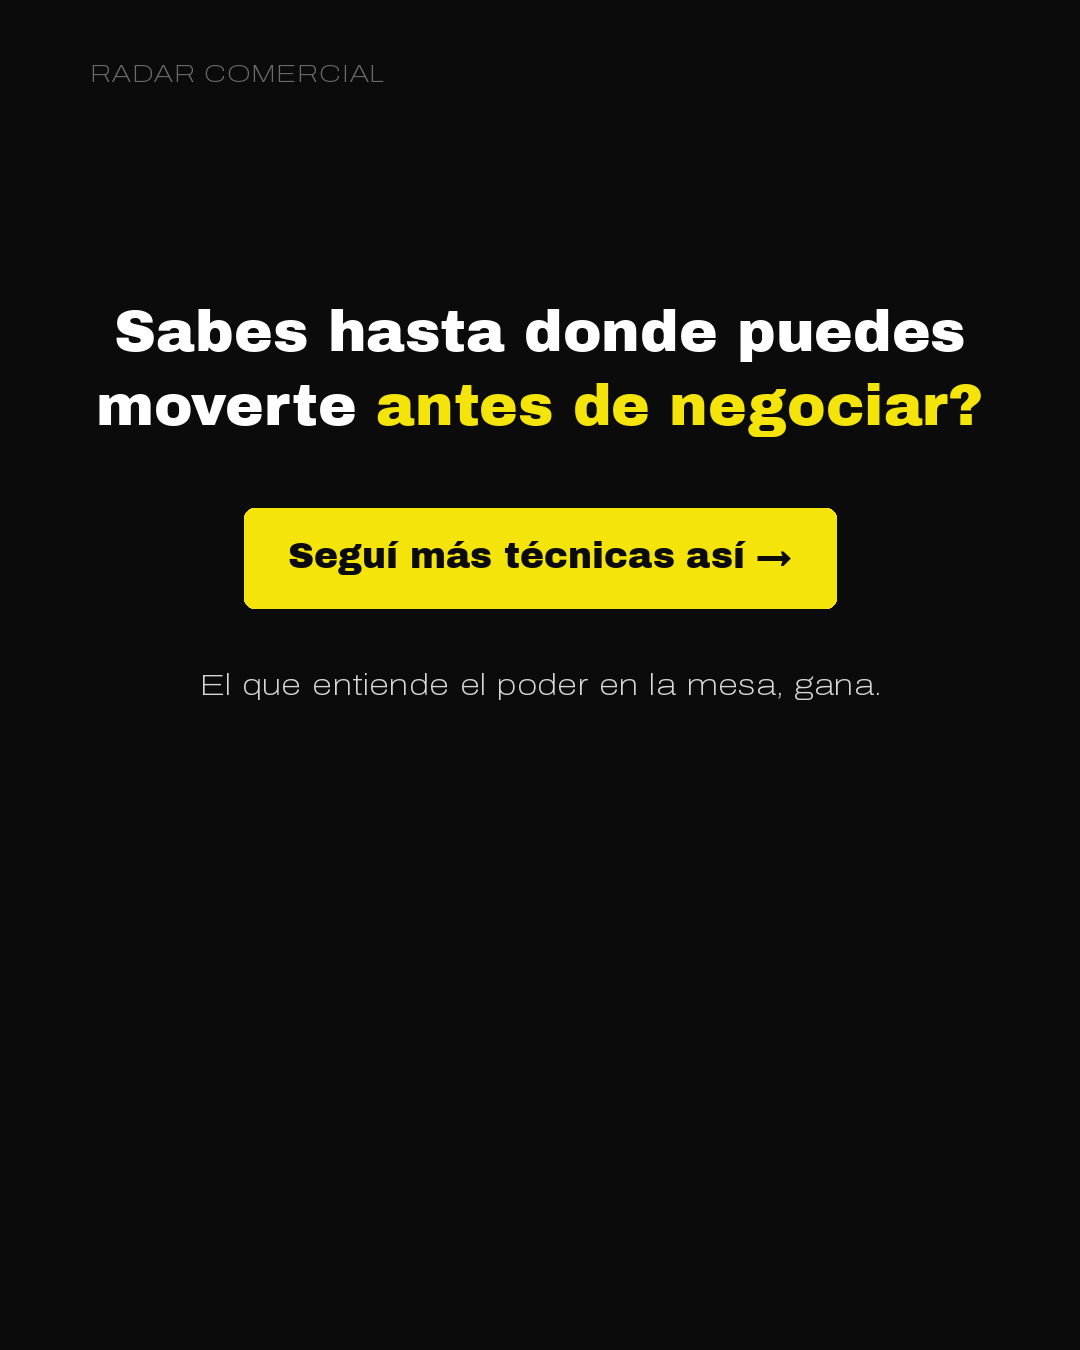 RADAR COMERCIAL
Sabes hasta donde puedes
moverte antes de negociar?
Seguí más técnicas así →
El que entiende el poder en la mesa, gana.